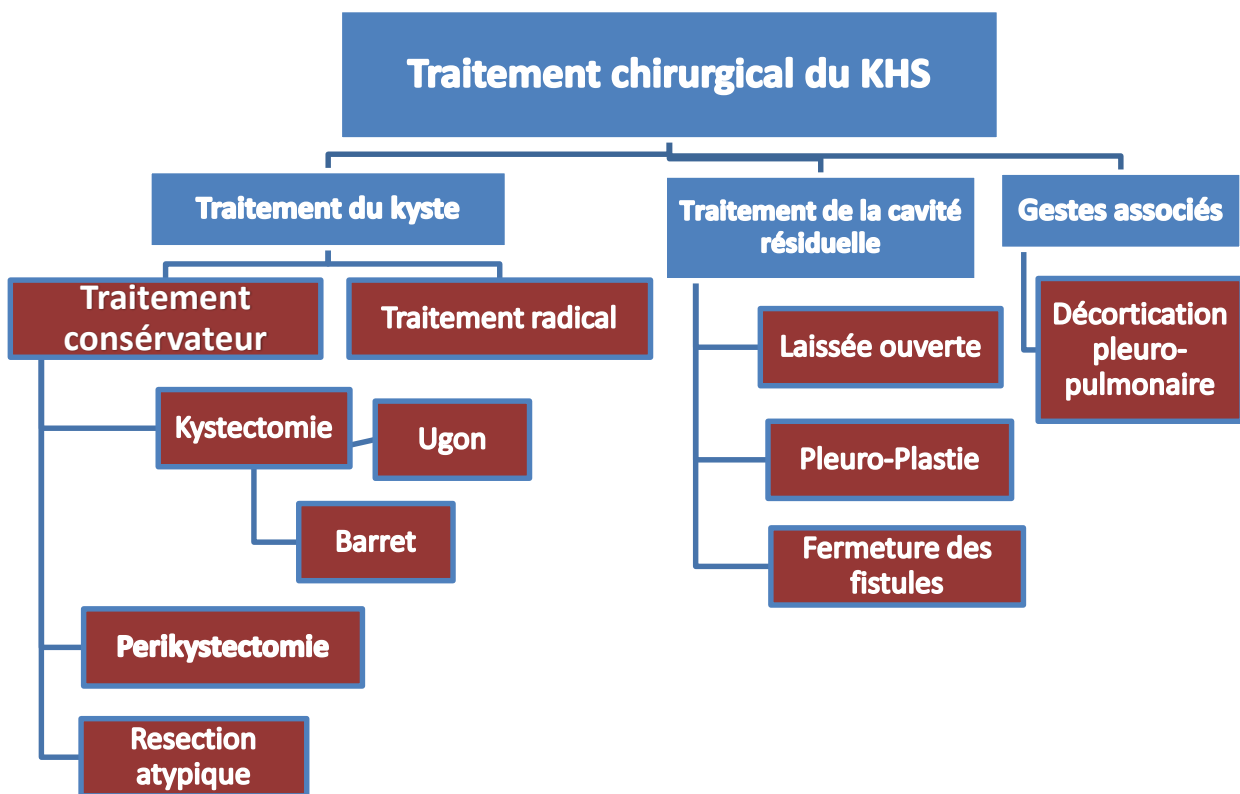 Traitement chirurgical du KHS
Traitement du kyste
Traitement de la cavité
résiduelle
Gestes associés
Traitement
consérvateur
Traitement radical
Kystectomie
Ugon
Barret
Perikystectomie
Resection
atypique
Laissée ouverte
Pleuro-Plastie
Fermeture des
fistules
Décortication
pleuro-
pulmonaire